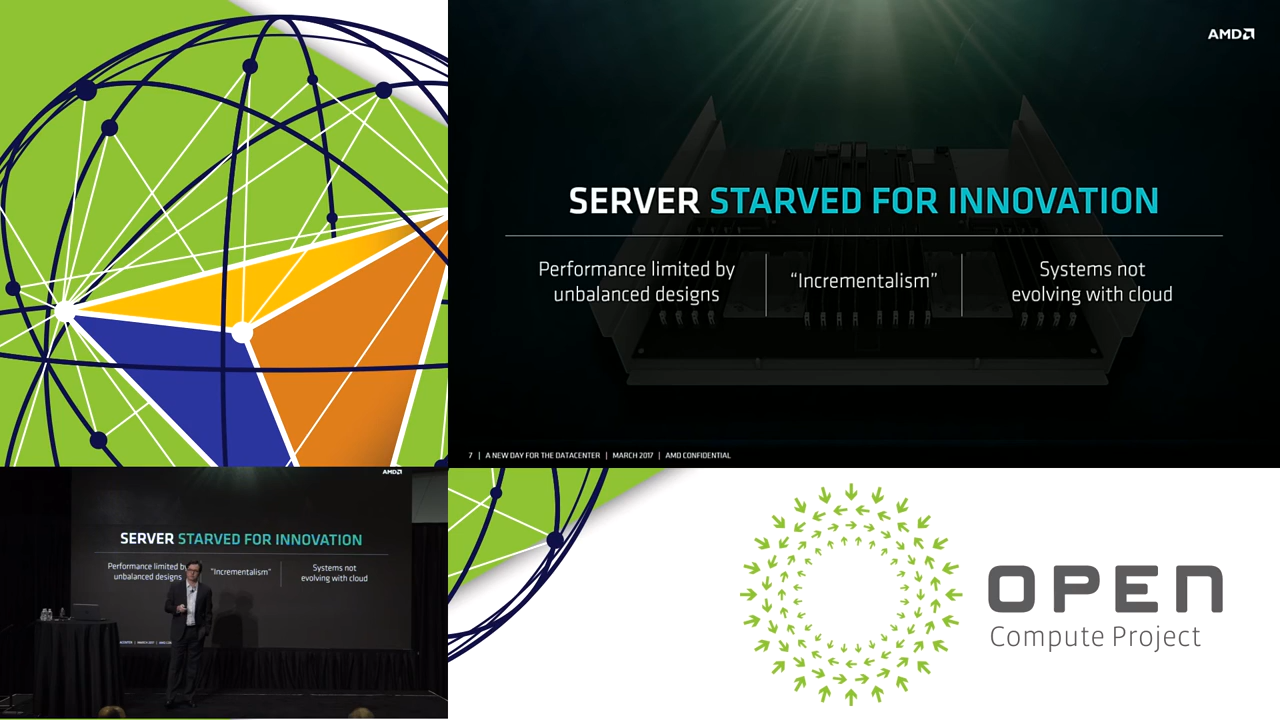 AMD
SERVER STARVED FOR INNOVATION
Performance limited by
unbalanced designs
“Incrementalism”
Systems not
evolving with cloud
7 | A NEW DAY FOR THE DATACENTER | MARCH 2017 | AMD CONFIDENTIAL
AMD
SERVER STARVED FOR INNOVATION
Performance limited by
unbalanced designs
“Incrementalism”
Systems not
evolving with cloud
OPEN
Compute Project